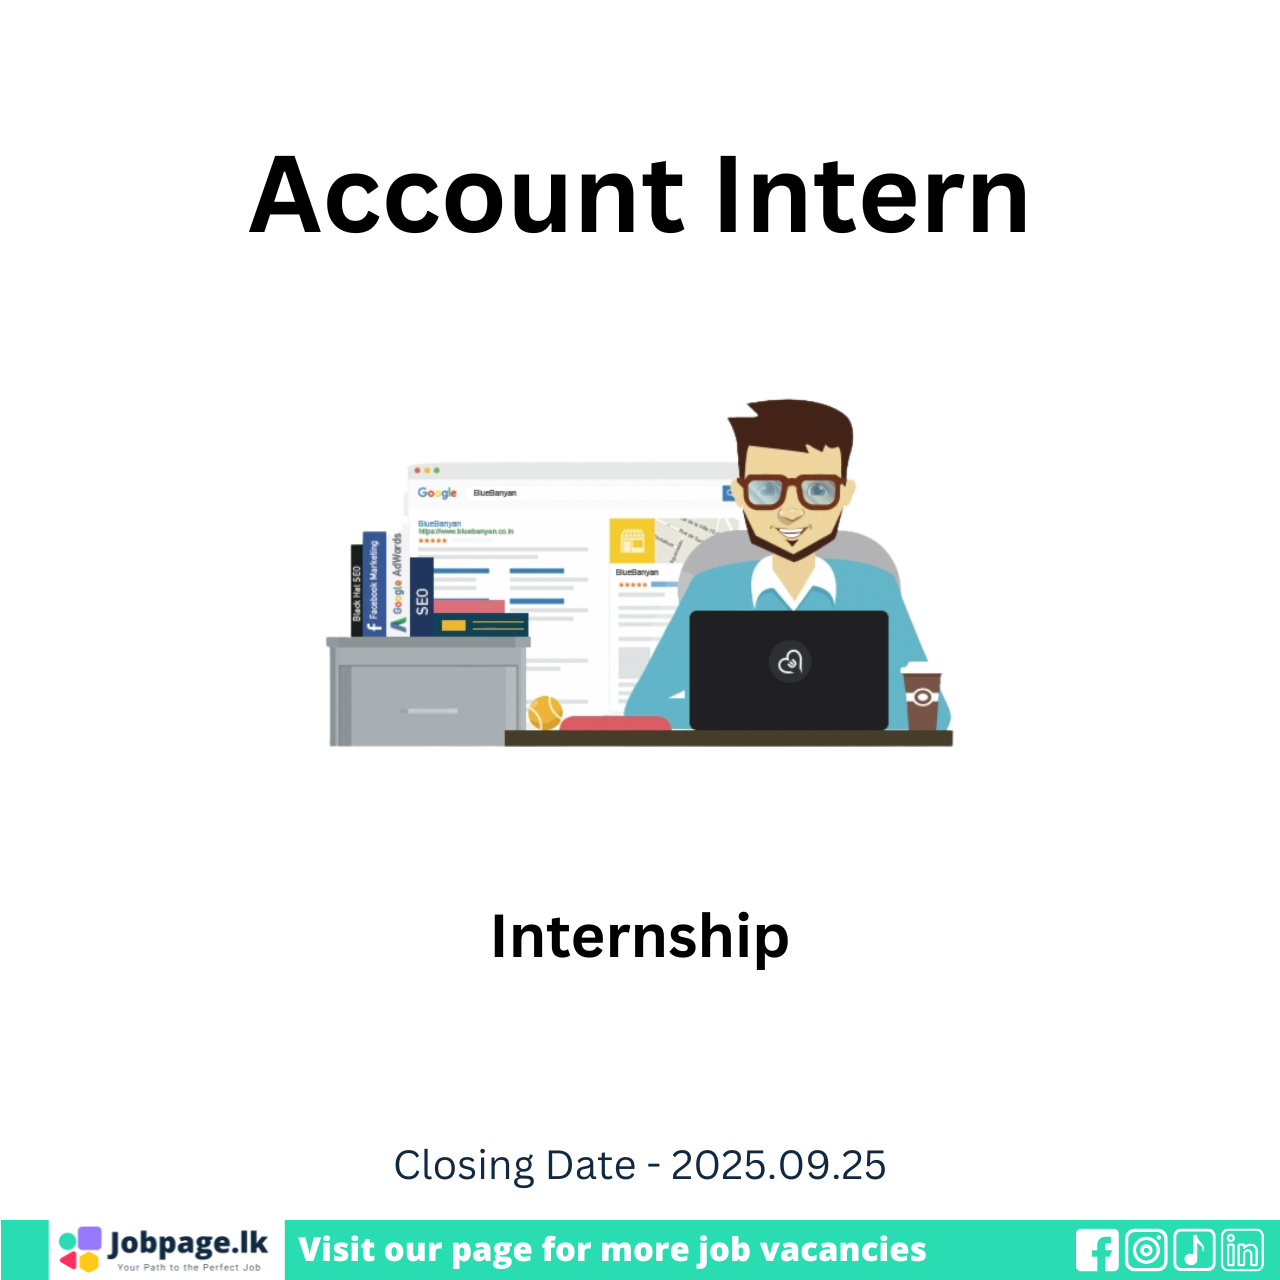 Account Intern
Google BlueBanyan
BlueBanyan
https://www.bluebanyan.co.in
BlueBanyan
Black Hat SEO
Facebook Marketing
Google AdWords
SEO
Internship
Closing Date - 2025.09.25
Jobpage.lk
Your Path to the Perfect Job
Visit our page for more job vacancies